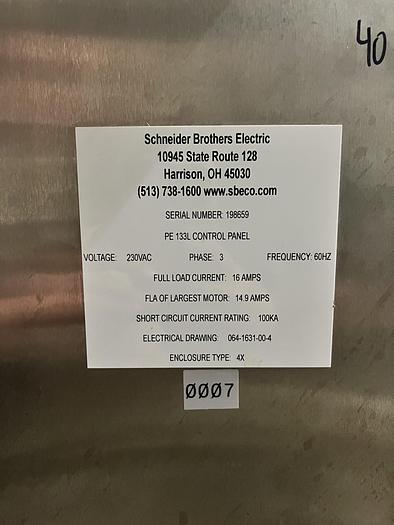 40
Schneider Brothers Electric
10945 State Route 128
Harrison, OH 45030
(513) 738-1600 www.sbeco.com
SERIAL NUMBER: 198659
PE 133L CONTROL PANEL
VOLTAGE: 230VAC PHASE: 3 FREQUENCY: 60HZ
FULL LOAD CURRENT: 16 AMPS
FLA OF LARGEST MOTOR: 14.9 AMPS
SHORT CIRCUIT CURRENT RATING: 100KA
ELECTRICAL DRAWING: 064-1631-00-4
ENCLOSURE TYPE: 4X
0007